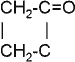 CH₂-C=O
|    |
CH₂-C